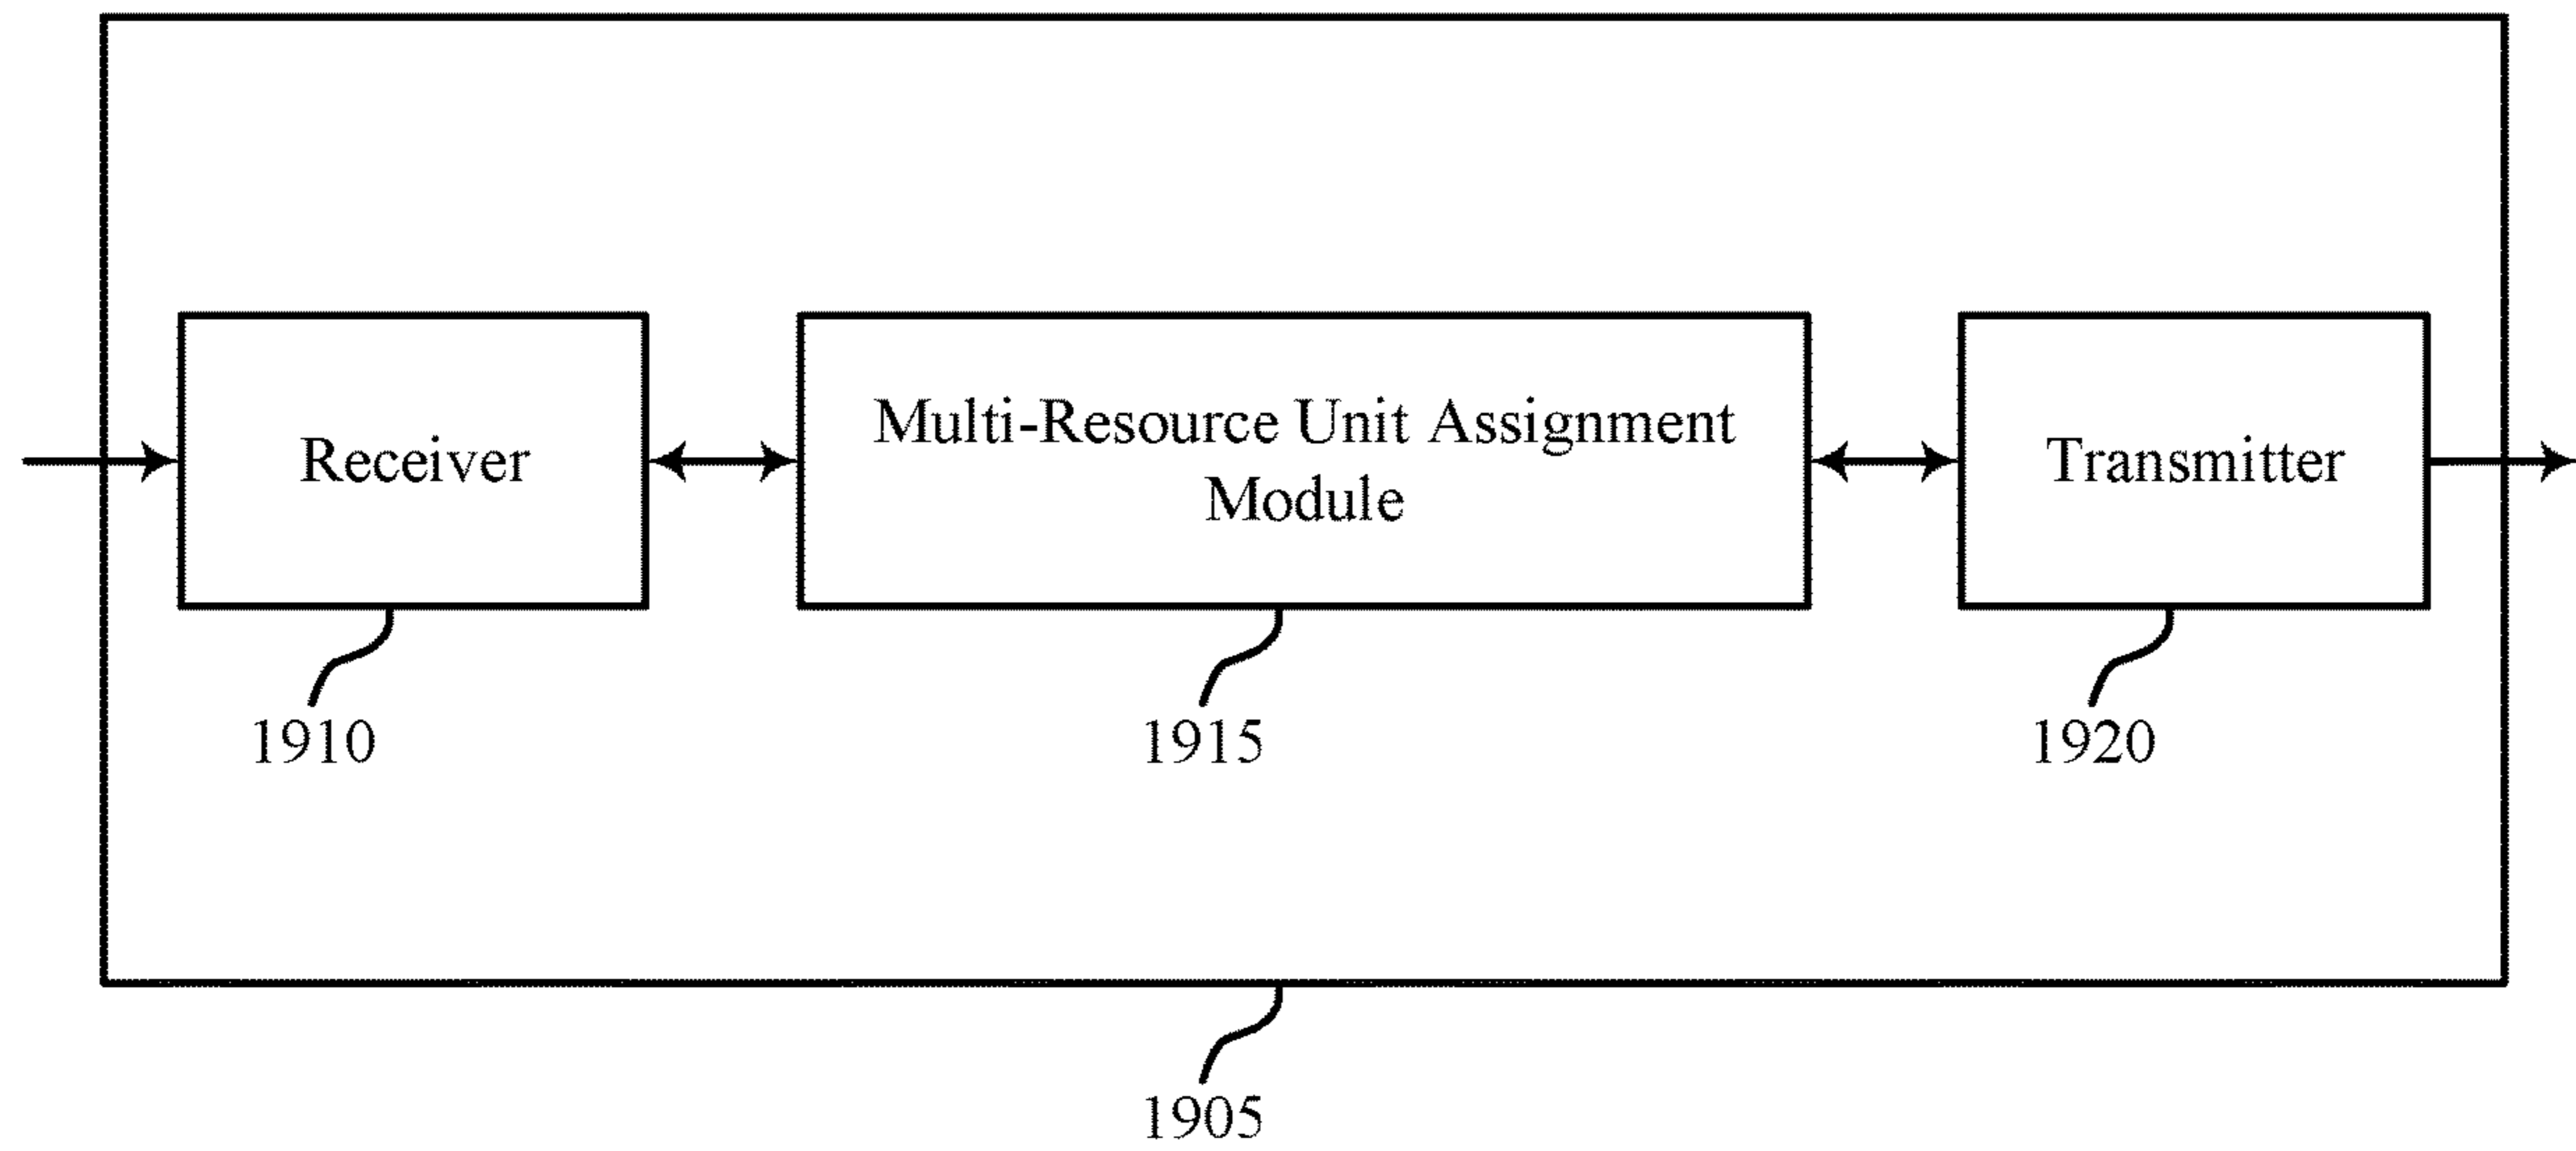 Receiver
Multi-Resource Unit Assignment
Module
Transmitter
1910
1915
1920
1905